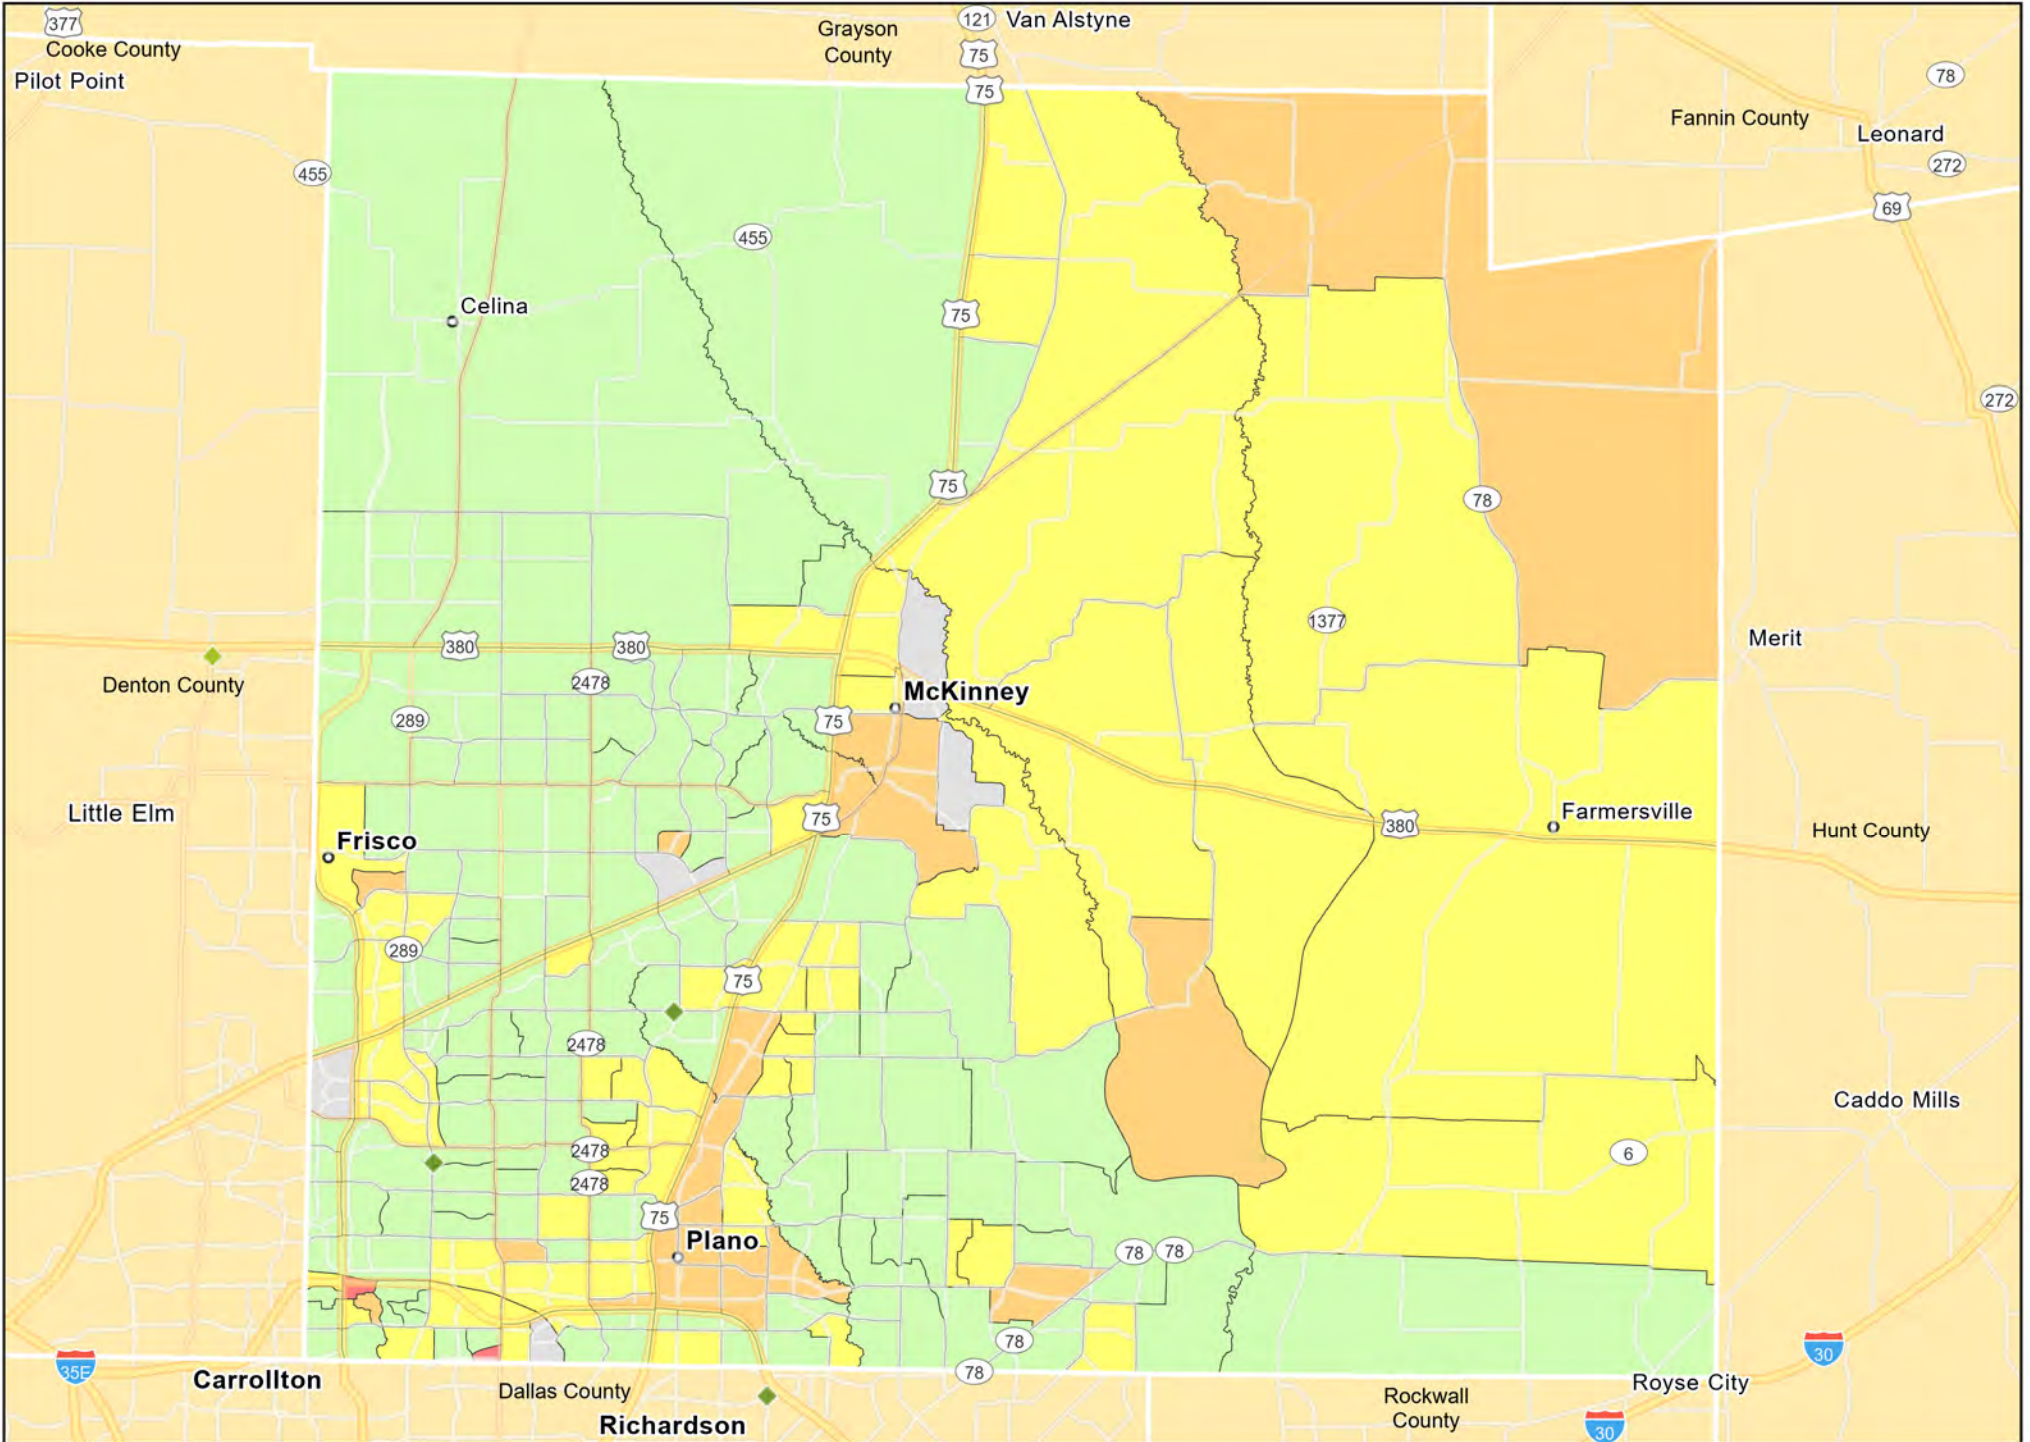 377
Cooke County
Pilot Point
Grayson
County
121
Van Alstyne
75
75
78
Fannin County
Leonard
272
455
69
455
Celina
75
272
75
78
1377
380
380
Merit
Denton County
2478
McKinney
289
75
Little Elm
75
380
Farmersville
Hunt County
Frisco
289
75
2478
Caddo Mills
2478
6
2478
75
Plano
78
78
78
30
35E
78
Carrollton
Dallas County
Royse City
Rockwall
County
Richardson
30